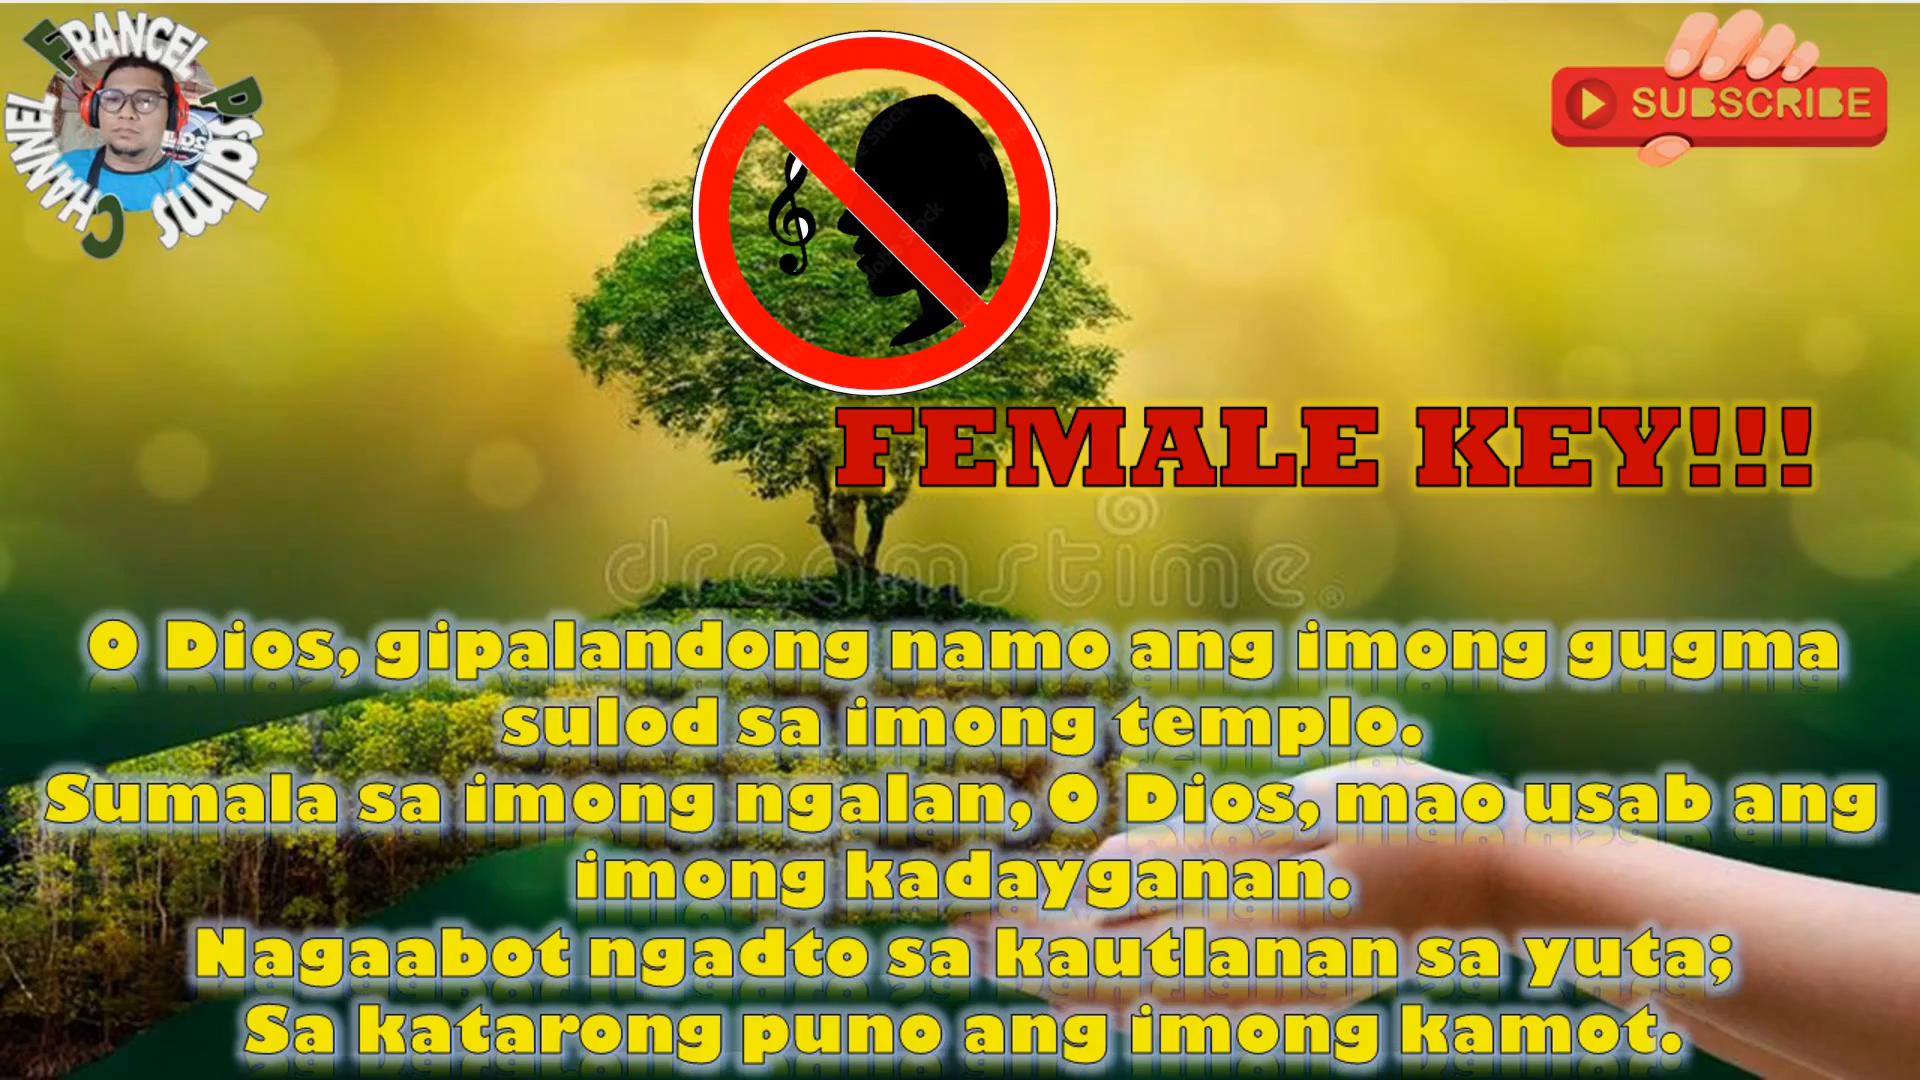 FRANCEL Psalms CHANNEL
SUBSCRIBE
FEMALE KEY!!!
dreamstime.
O Dios, gipalandong namo ang imong gugma
sulod sa imong templo.
Sumala sa imong ngalan, O Dios, mao usab ang
imong kadayganan.
Nagaabot ngadto sa kautlanan sa yuta;
Sa katarong puno ang imong kamot.